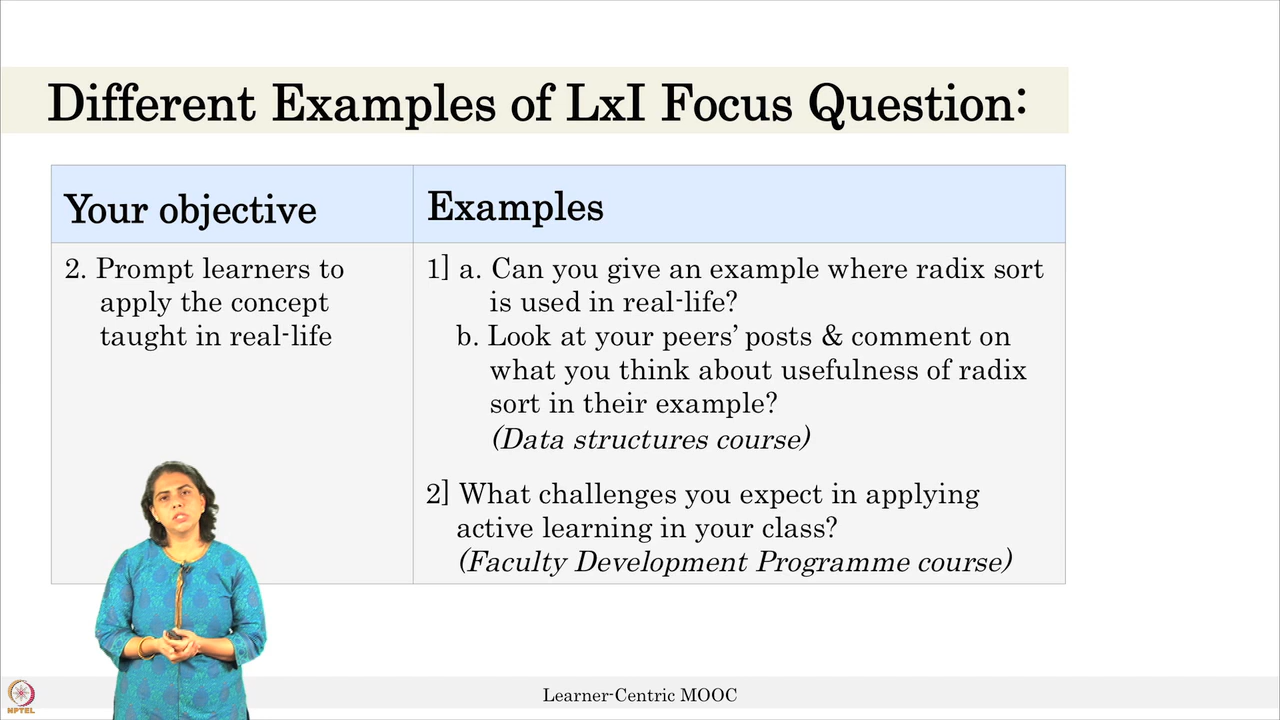 Different Examples of LxI Focus Question:
Your objective
Examples
2. Prompt learners to
apply the concept
taught in real-life
1] a. Can you give an example where radix sort
is used in real-life?
b. Look at your peers’ posts & comment on
what you think about usefulness of radix
sort in their example?
(Data structures course)
2] What challenges you expect in applying
active learning in your class?
(Faculty Development Programme course)
NPTEL
Learner-Centric MOOC